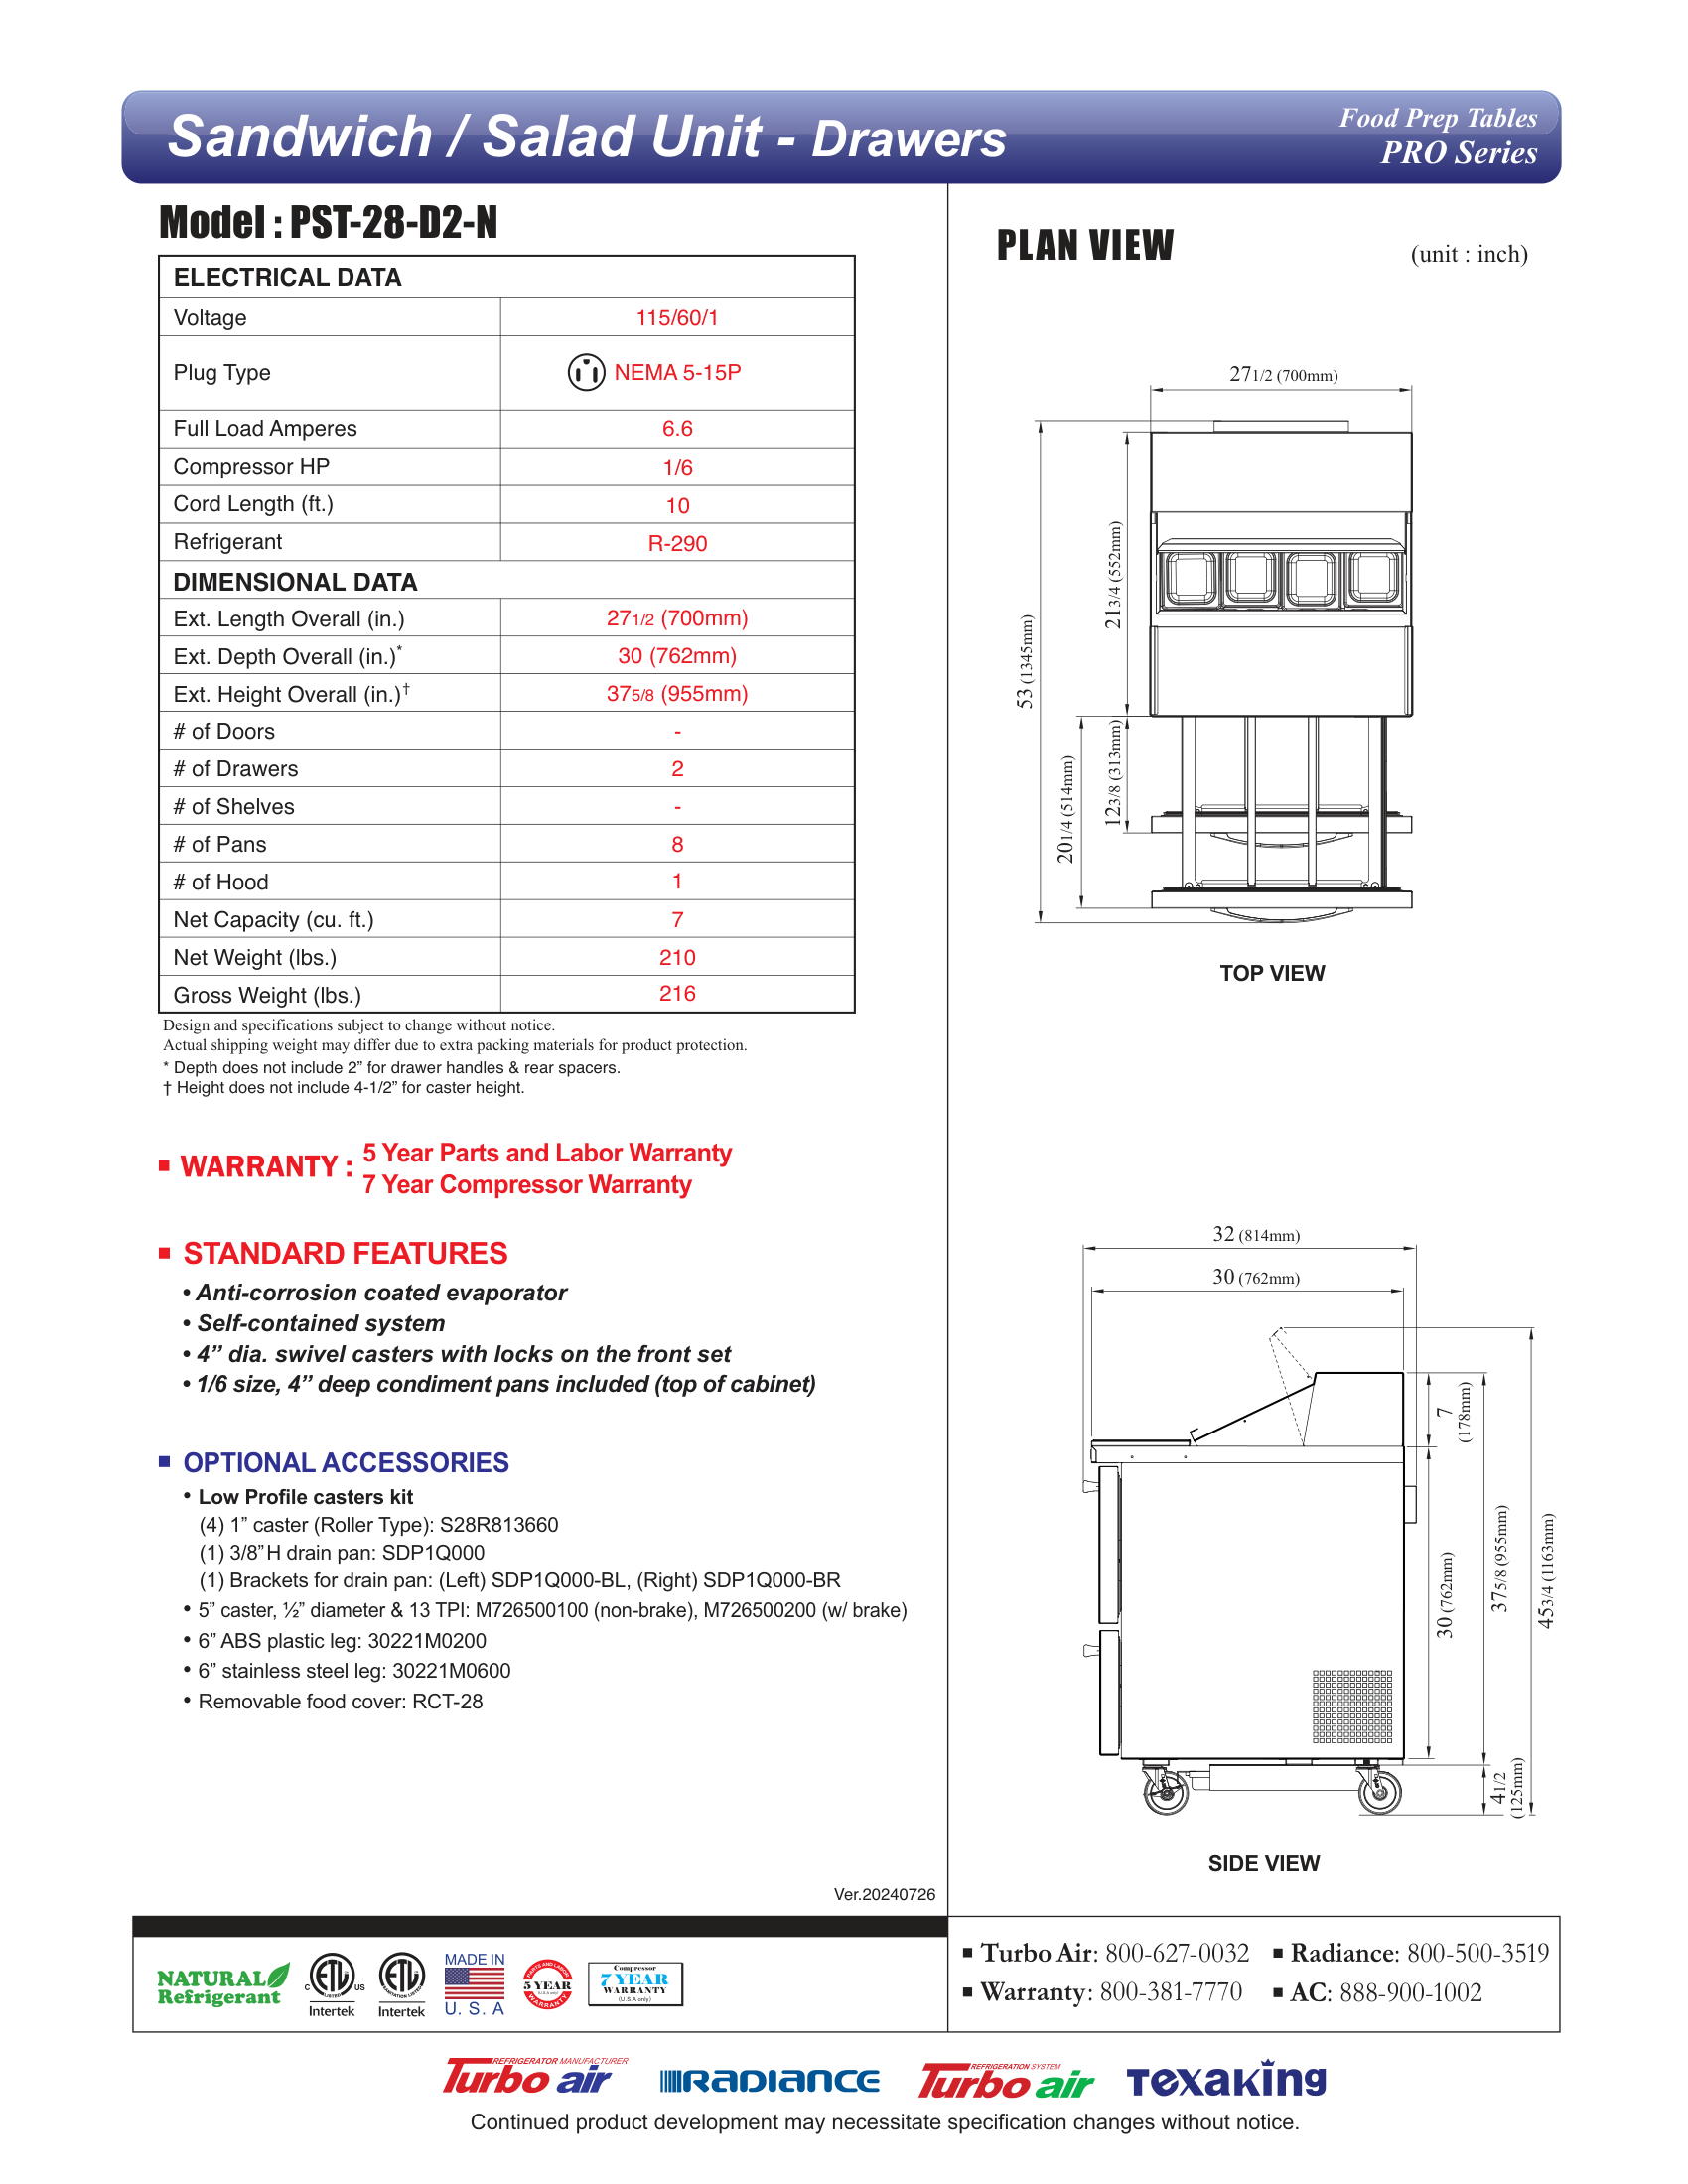 Sandwich / Salad Unit - Drawers
Food Prep Tables
PRO Series
Model : PST-28-D2-N
ELECTRICAL DATA
Voltage 115/60/1
Plug Type NEMA 5-15P
Full Load Amperes 6.6
Compressor HP 1/6
Cord Length (ft.) 10
Refrigerant R-290
DIMENSIONAL DATA
Ext. Length Overall (in.) 27 1/2 (700mm)
Ext. Depth Overall (in.)* 30 (762mm)
Ext. Height Overall (in.)† 37 5/8 (955mm)
# of Doors -
# of Drawers 2
# of Shelves -
# of Pans 8
# of Hood 1
Net Capacity (cu. ft.) 7
Net Weight (lbs.) 210
Gross Weight (lbs.) 216
Design and specifications subject to change without notice.
Actual shipping weight may differ due to extra packing materials for product protection.
* Depth does not include 2” for drawer handles & rear spacers.
† Height does not include 4-1/2” for caster height.
■ WARRANTY : 5 Year Parts and Labor Warranty
7 Year Compressor Warranty
■ STANDARD FEATURES
• Anti-corrosion coated evaporator
• Self-contained system
• 4” dia. swivel casters with locks on the front set
• 1/6 size, 4” deep condiment pans included (top of cabinet)
■ OPTIONAL ACCESSORIES
• Low Profile casters kit
(4) 1” caster (Roller Type): S28R813660
(1) 3/8”H drain pan: SDP1Q000
(1) Brackets for drain pan: (Left) SDP1Q000-BL, (Right) SDP1Q000-BR
• 5” caster, ½” diameter & 13 TPI: M726500100 (non-brake), M726500200 (w/ brake)
• 6” ABS plastic leg: 30221M0200
• 6” stainless steel leg: 30221M0600
• Removable food cover: RCT-28
Ver.20240726
PLAN VIEW
(unit : inch)
27 1/2 (700mm)
53 (1345mm)
21 3/4 (552mm)
20 1/4 (514mm)
12 3/8 (313mm)
TOP VIEW
32 (814mm)
30 (762mm)
7
(178mm)
30 (762mm)
37 5/8 (955mm)
45 3/4 (1163mm)
4 1/2
(125mm)
SIDE VIEW
NATURAL
Refrigerant
C ETL US
LISTED
Intertek
ETL
SANITATION LISTED
Intertek
MADE IN
U. S. A
PARTS AND LABOR
5 YEAR
(U.S.A only)
WARRANTY
Compressor
7 YEAR
WARRANTY
(U.S.A only)
■ Turbo Air: 800-627-0032 ■ Radiance: 800-500-3519
■ Warranty: 800-381-7770 ■ AC: 888-900-1002
REFRIGERATOR MANUFACTURER
Turbo air
RADIANCE
REFRIGERATION SYSTEM
Turbo air
Texaking
Continued product development may necessitate specification changes without notice.